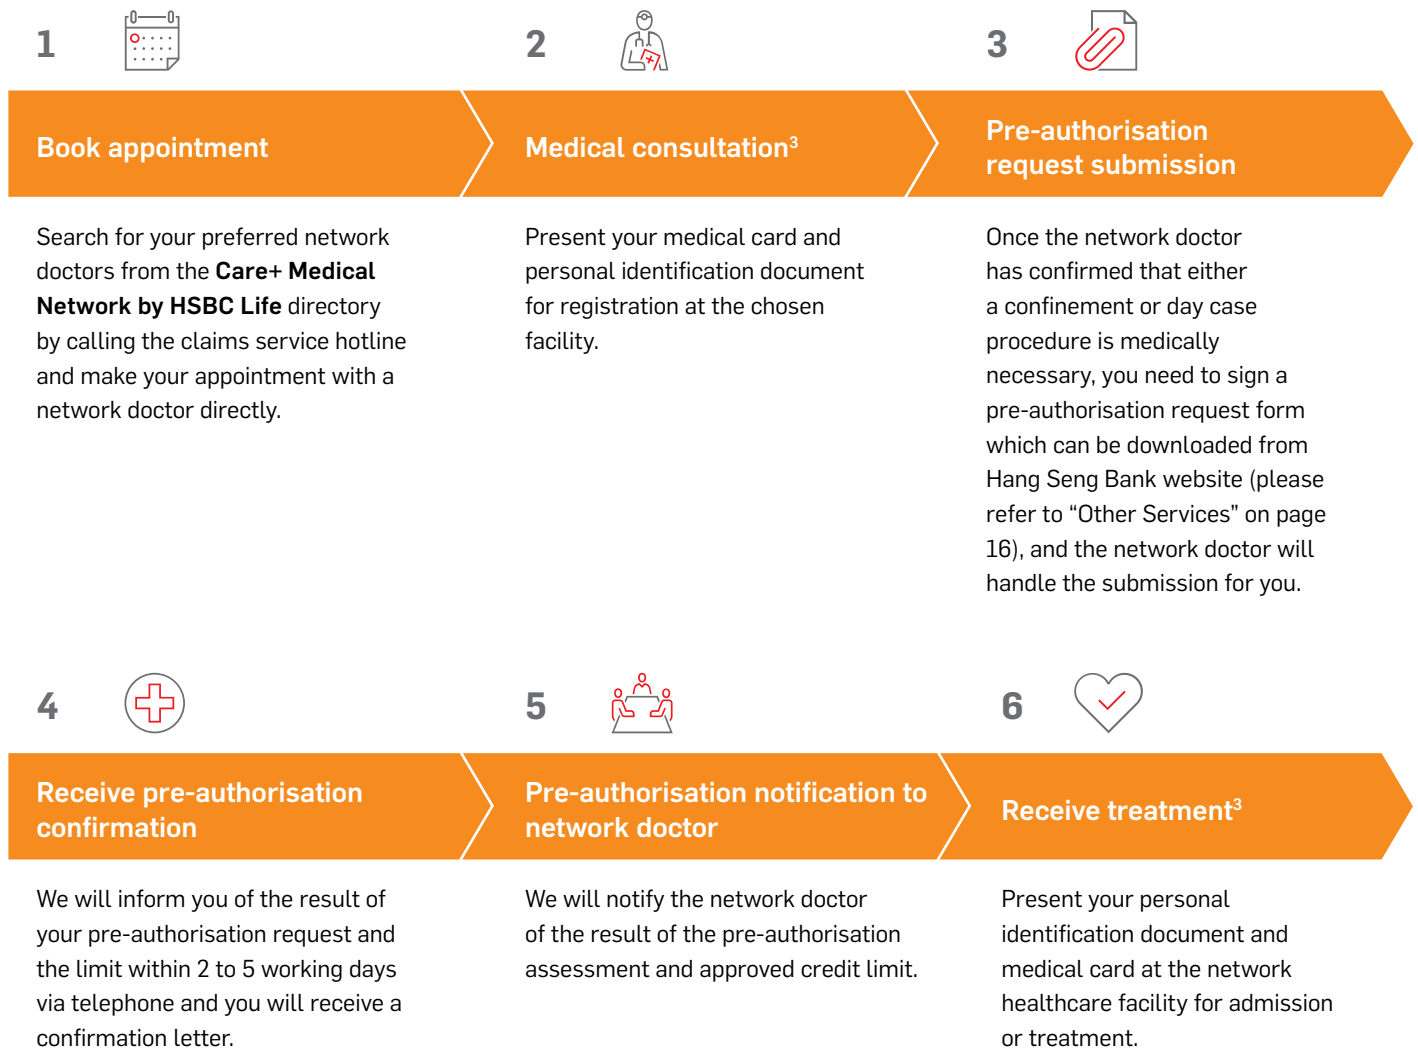 1
2
3
Book appointment
Medical consultation³
Pre-authorisation
request submission
Search for your preferred network
doctors from the Care+ Medical
Network by HSBC Life directory
by calling the claims service hotline
and make your appointment with a
network doctor directly.
Present your medical card and
personal identification document
for registration at the chosen
facility.
Once the network doctor
has confirmed that either
a confinement or day case
procedure is medically
necessary, you need to sign a
pre-authorisation request form
which can be downloaded from
Hang Seng Bank website (please
refer to “Other Services” on page
16), and the network doctor will
handle the submission for you.
4
5
6
Receive pre-authorisation
confirmation
Pre-authorisation notification to
network doctor
Receive treatment³
We will inform you of the result of
your pre-authorisation request and
the limit within 2 to 5 working days
via telephone and you will receive a
confirmation letter.
We will notify the network doctor
of the result of the pre-authorisation
assessment and approved credit limit.
Present your personal
identification document and
medical card at the network
healthcare facility for admission
or treatment.